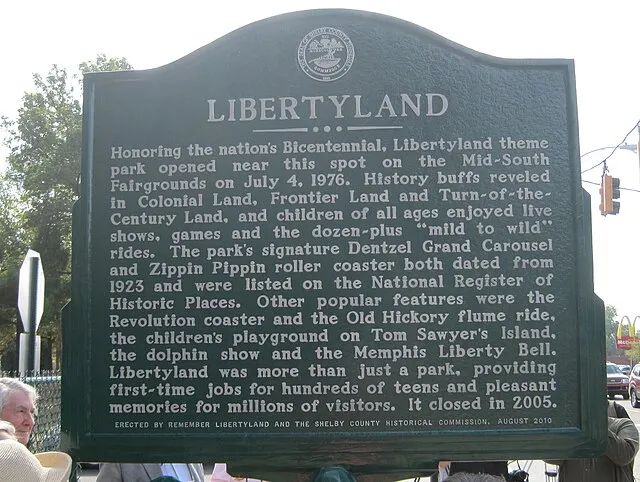 LIBERTYLAND
Honoring the nation's Bicentennial, Libertyland theme
park opened near this spot on the Mid-South
Fairgrounds on July 4, 1976. History buffs reveled
in Colonial Land, Frontier Land and Turn-of-the-
Century Land, and children of all ages enjoyed live
shows, games and the dozen-plus "mild to wild"
rides. The park's signature Dentzel Grand Carousel
and Zippin Pippin roller coaster both dated from
1923 and were listed on the National Register of
Historic Places. Other popular features were the
Revolution coaster and the Old Hickory flume ride,
the children's playground on Tom Sawyer's Island,
the dolphin show and the Memphis Liberty Bell.
Libertyland was more than just a park, providing
first-time jobs for hundreds of teens and pleasant
memories for millions of visitors. It closed in 2005.
ERECTED BY REMEMBER LIBERTYLAND AND THE SHELBY COUNTY HISTORICAL COMMISSION, AUGUST 2010